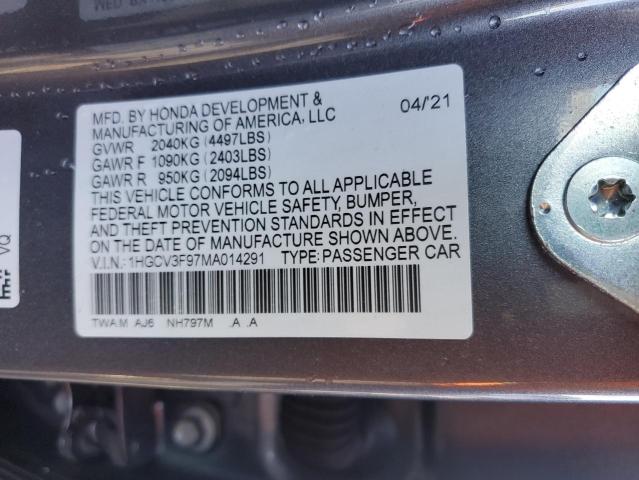 MFD. BY HONDA DEVELOPMENT & 04/21
MANUFACTURING OF AMERICA, LLC
GVWR 2040KG (4497LBS)
GAWR F 1090KG (2403LBS)
GAWR R 950KG (2094LBS)
THIS VEHICLE CONFORMS TO ALL APPLICABLE
FEDERAL MOTOR VEHICLE SAFETY, BUMPER,
AND THEFT PREVENTION STANDARDS IN EFFECT
ON THE DATE OF MANUFACTURE SHOWN ABOVE.
V.I.N.: 1HGCV3F97MA014291 TYPE: PASSENGER CAR
TWA.M AJ6 NH797M .A .A
VQ